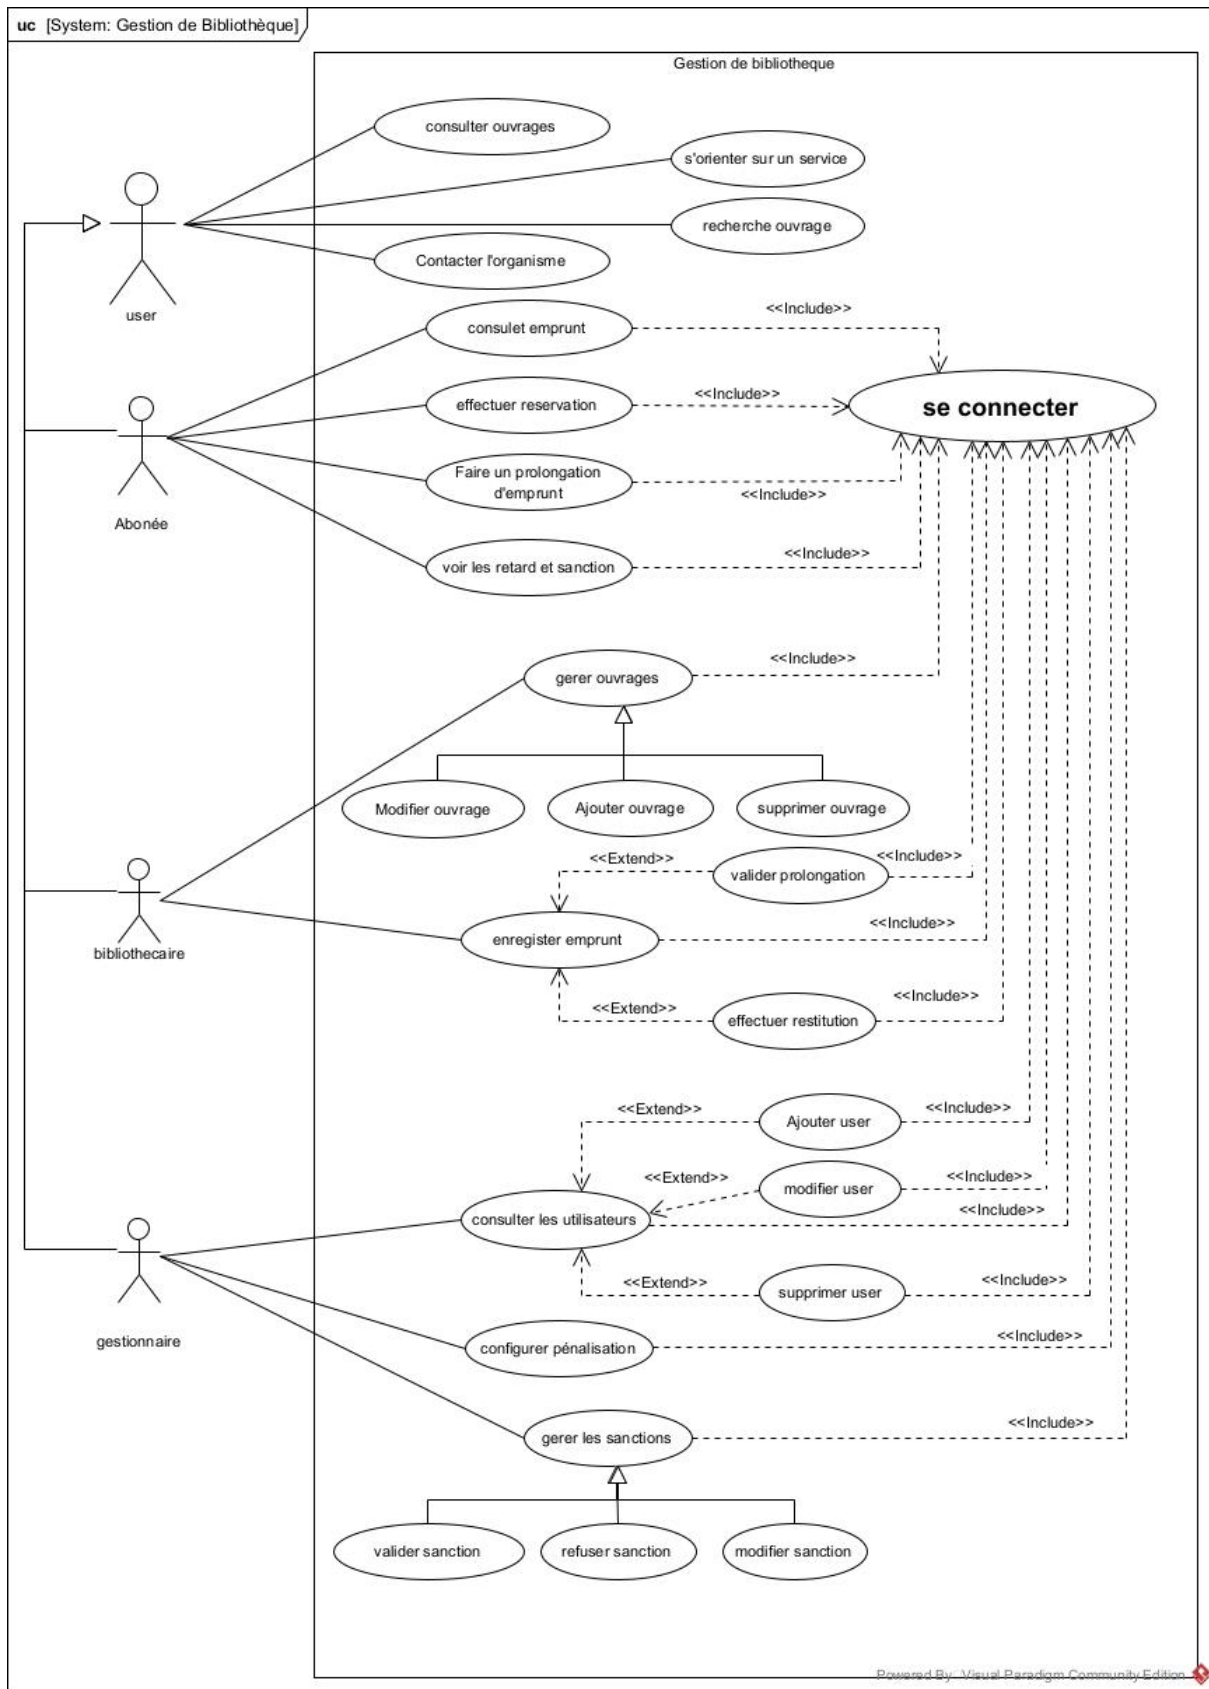 uc [System: Gestion de Bibliothèque]
Gestion de bibliotheque
consulter ouvrages
s'orienter sur un service
recherche ouvrage
Contacter l'organisme
user
consulet emprunt
<<Include>>
effectuer reservation
<<Include>>
se connecter
Faire un prolongation
d'emprunt
<<Include>>
Abonée
voir les retard et sanction
<<Include>>
gerer ouvrages
<<Include>>
Modifier ouvrage
Ajouter ouvrage
supprimer ouvrage
<<Extend>>
valider prolongation
<<Include>>
bibliothecaire
enregister emprunt
<<Include>>
<<Extend>>
effectuer restitution
<<Include>>
<<Extend>>
Ajouter user
<<Include>>
<<Extend>>
modifier user
<<Include>>
consulter les utilisateurs
<<Include>>
<<Extend>>
supprimer user
<<Include>>
gestionnaire
configurer pénalisation
<<Include>>
gerer les sanctions
<<Include>>
valider sanction
refuser sanction
modifier sanction
Powered By: Visual Paradigm Community Edition